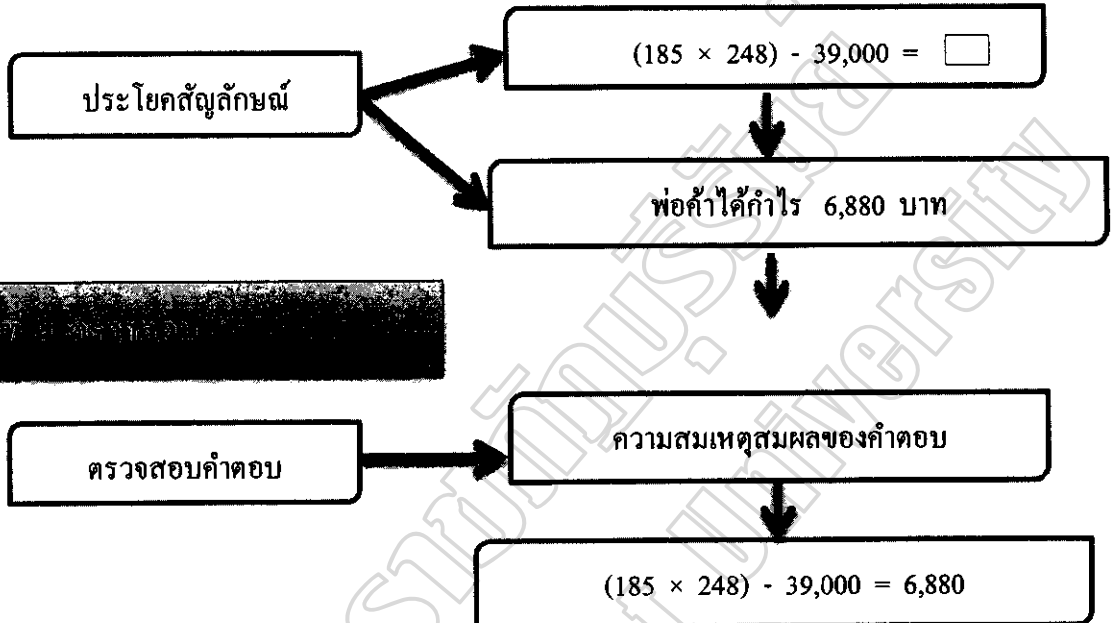 (185 × 248) - 39,000 =
ประโยคสัญลักษณ์
พ่อค้าได้กำไร 6,880 บาท
ความสมเหตุสมผลของคำตอบ
ตรวจสอบคำตอบ
(185 × 248) - 39,000 = 6,880